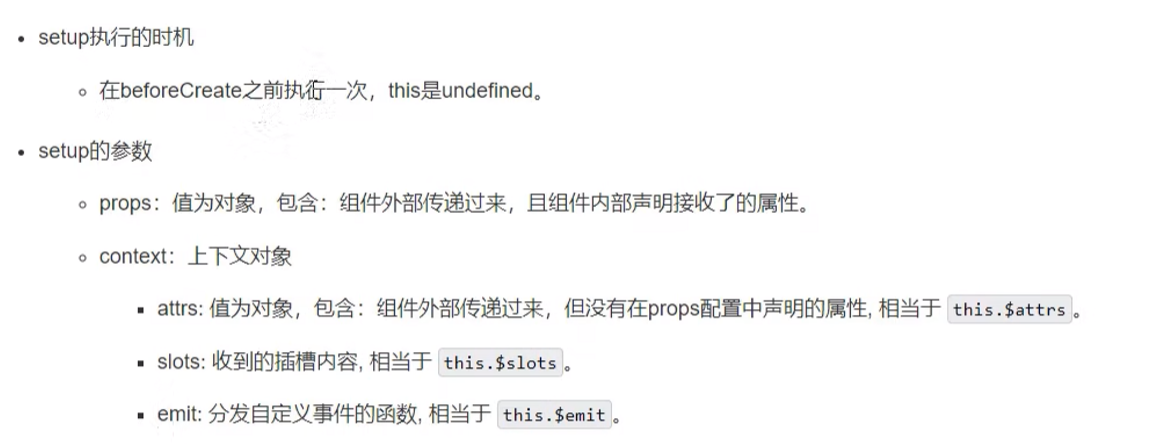 setup执行的时机
在beforeCreate之前执行一次，this是undefined。
setup的参数
props：值为对象，包含：组件外部传递过来，且组件内部声明接收了的属性。
context：上下文对象
attrs: 值为对象，包含：组件外部传递过来，但没有在props配置中声明的属性, 相当于 this.$attrs。
slots: 收到的插槽内容, 相当于 this.$slots。
emit: 分发自定义事件的函数, 相当于 this.$emit。